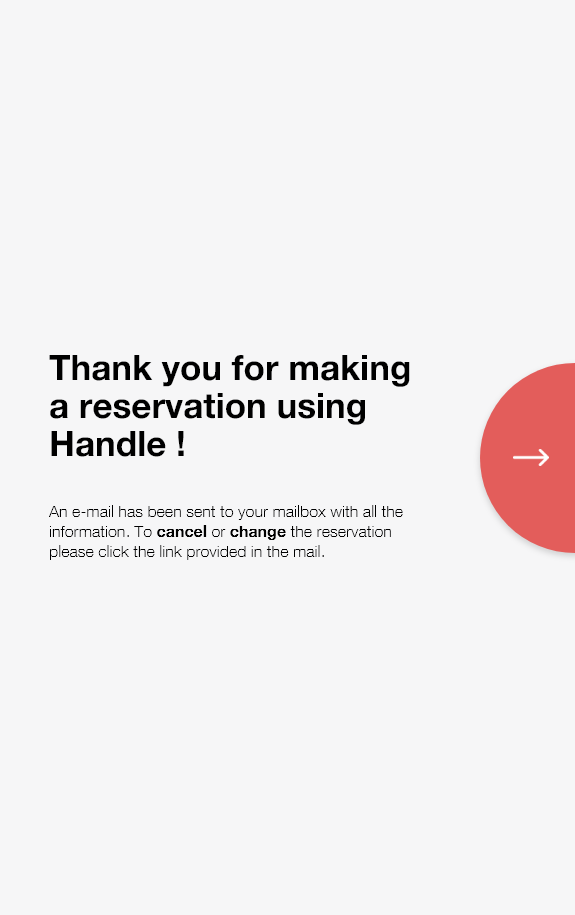 Thank you for making
a reservation using
Handle !
An e-mail has been sent to your mailbox with all the
information. To cancel or change the reservation
please click the link provided in the mail.